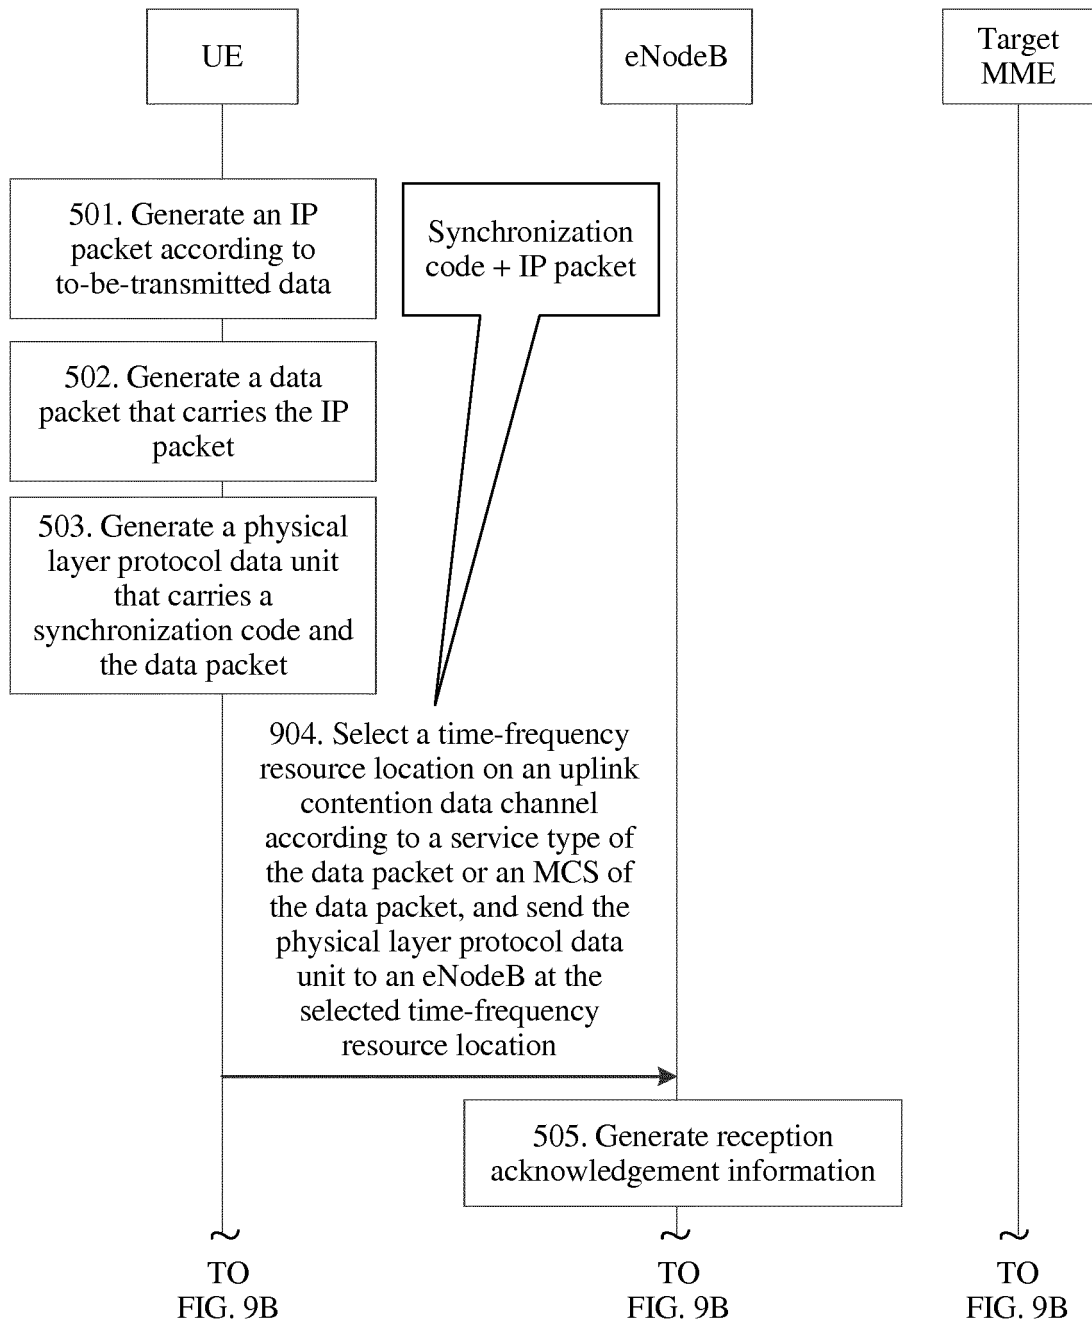 UE
eNodeB
Target
MME
501. Generate an IP
packet according to
to-be-transmitted data
Synchronization
code + IP packet
502. Generate a data
packet that carries the IP
packet
503. Generate a physical
layer protocol data unit
that carries a
synchronization code and
the data packet
904. Select a time-frequency
resource location on an uplink
contention data channel
according to a service type of
the data packet or an MCS of
the data packet, and send the
physical layer protocol data
unit to an eNodeB at the
selected time-frequency
resource location
505. Generate reception
acknowledgement information
~
~
~
TO
FIG. 9B
TO
FIG. 9B
TO
FIG. 9B